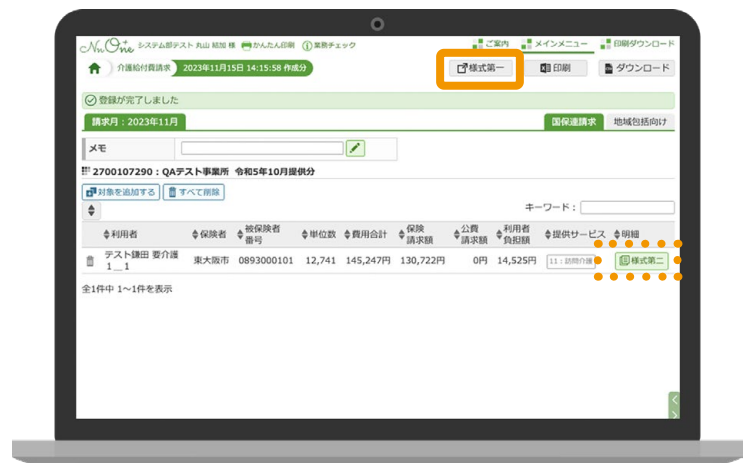 NuOne システム部テスト 丸山 結加 様 かんたん印刷 業務チェック ご案内 メインメニュー 印刷ダウンロード
介護給付費請求 2023年11月15日 14:15:58 作成分 様式第一 印刷 ダウンロード
登録が完了しました
請求月：2023年11月 国保連請求 地域包括向け
メモ
2700107290：QAテスト事業所 令和5年10月提供分
対象を追加する すべて削除
キーワード：
利用者 保険者 被保険者番号 単位数 費用合計 保険請求額 公費請求額 利用者負担額 提供サービス 明細
テスト鎌田 要介護1__1 東大阪市 0893000101 12,741 145,247円 130,722円 0円 14,525円 11：訪問介護 様式第二
全1件中 1～1件を表示